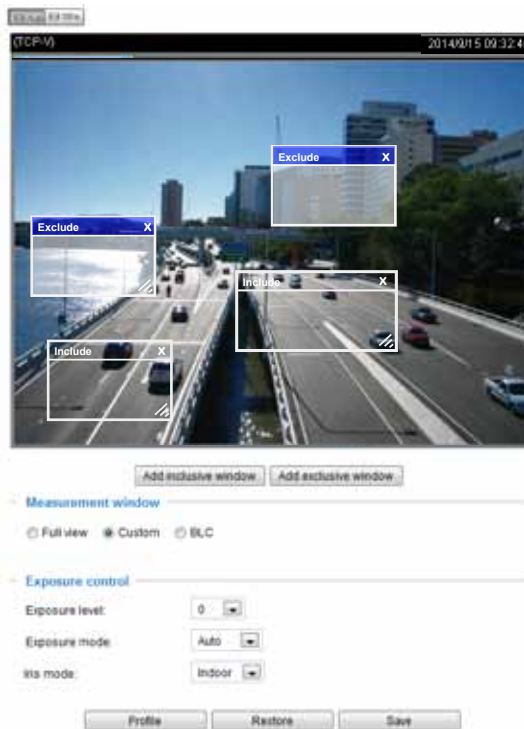 (TCP-V) 2014/9/15 09:32:4
Exclude X
Exclude X
Include X
Include X
Add inclusive window Add exclusive window
Measurement window
Full view Custom BLC
Exposure control
Exposure level: 0
Exposure mode: Auto
Iris mode: Indoor
Profile Restore Save